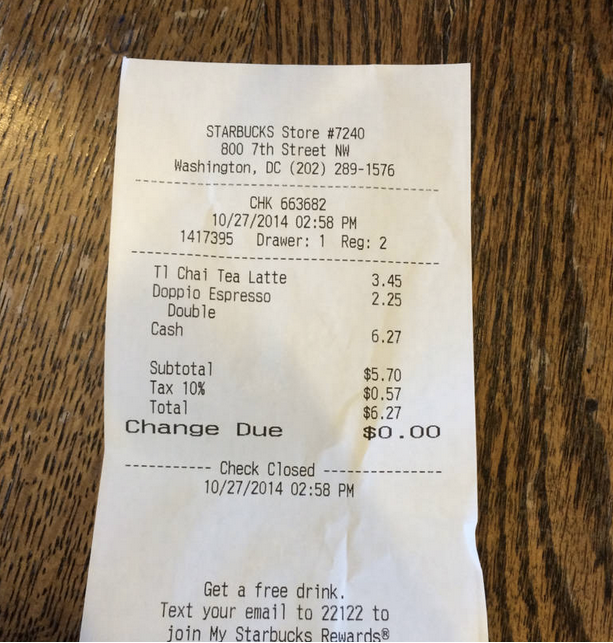 STARBUCKS Store #7240
800 7th Street NW
Washington, DC (202) 289-1576
----------------------------------------
CHK 663682
10/27/2014 02:58 PM
1417395 Drawer: 1 Reg: 2
----------------------------------------
Tl Chai Tea Latte 3.45
Doppio Espresso 2.25
Double
Cash 6.27
Subtotal $5.70
Tax 10% $0.57
Total $6.27
Change Due $0.00
----------- Check Closed ---------------
10/27/2014 02:58 PM
Get a free drink.
Text your email to 22122 to
join My Starbucks Rewards®